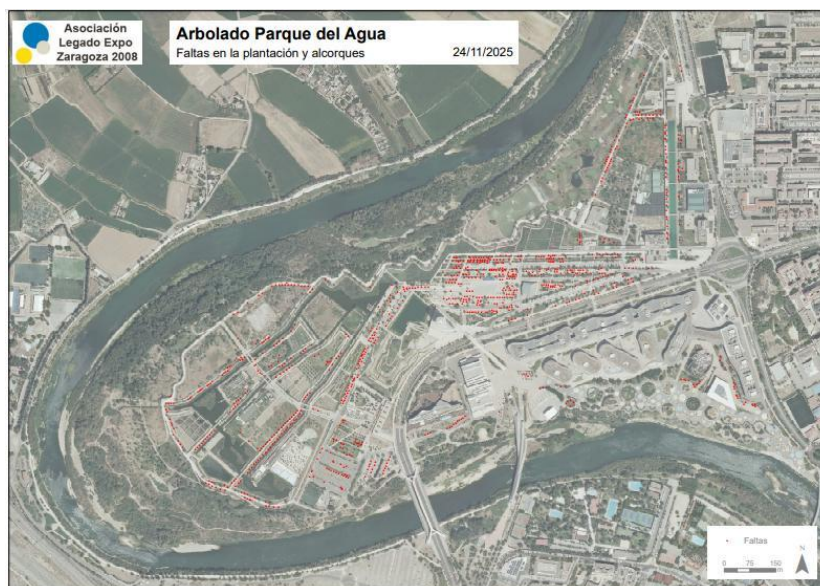 Asociación
Legado Expo
Zaragoza 2008
Arbolado Parque del Agua
Faltas en la plantación y alcorques
24/11/2025
Faltas
N
0 75 150
m